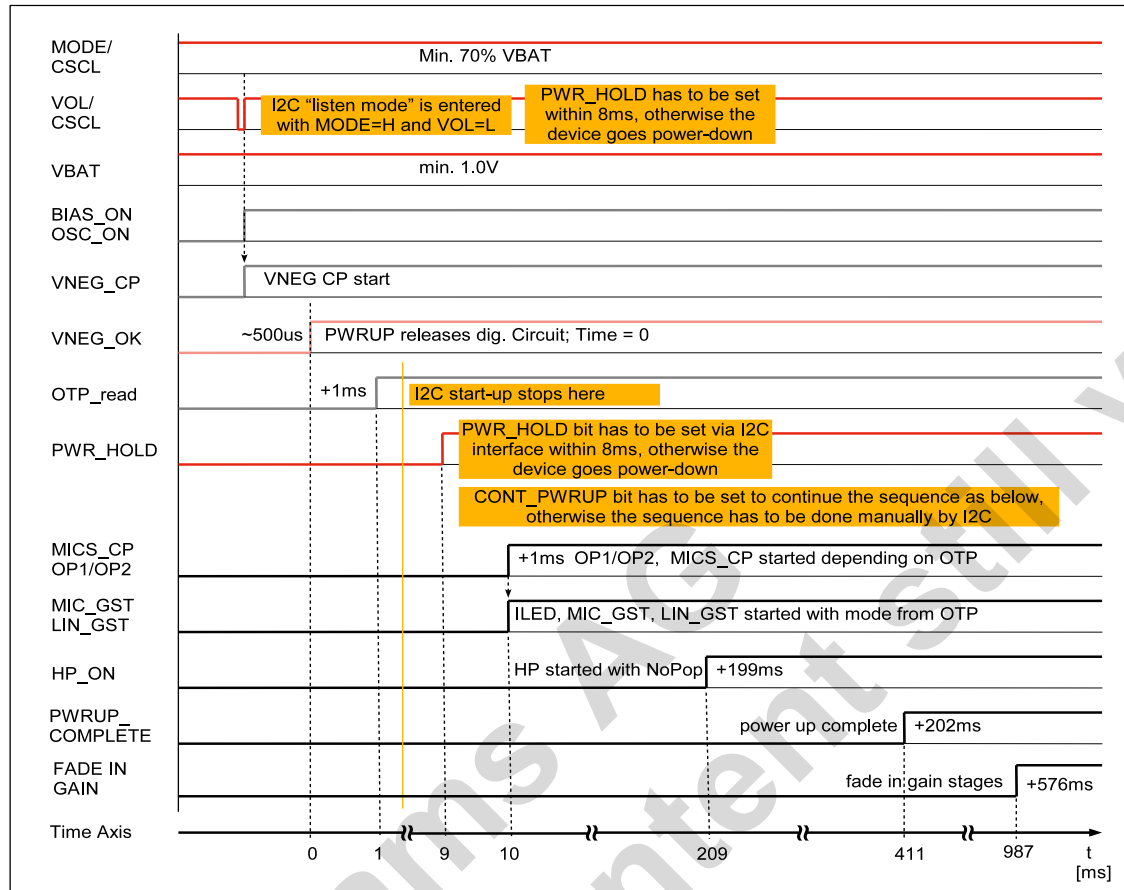 MODE/
CSCL
Min. 70% VBAT
VOL/
CSCL
I2C “listen mode” is entered
with MODE=H and VOL=L
PWR_HOLD has to be set
within 8ms, otherwise the
device goes power-down
VBAT
min. 1.0V
BIAS_ON
OSC_ON
VNEG_CP
VNEG CP start
VNEG_OK
~500us
PWRUP releases dig. Circuit; Time = 0
OTP_read
+1ms
I2C start-up stops here
PWR_HOLD
PWR_HOLD bit has to be set via I2C
interface within 8ms, otherwise the
device goes power-down
CONT_PWRUP bit has to be set to continue the sequence as below,
otherwise the sequence has to be done manually by I2C
MICS_CP
OP1/OP2
+1ms OP1/OP2, MICS_CP started depending on OTP
MIC_GST
LIN_GST
ILED, MIC_GST, LIN_GST started with mode from OTP
HP_ON
HP started with NoPop
+199ms
PWRUP_
COMPLETE
power up complete
+202ms
FADE IN
GAIN
fade in gain stages
+576ms
Time Axis
0 1 9 10 209 411 987 t
[ms]
ams AG
still